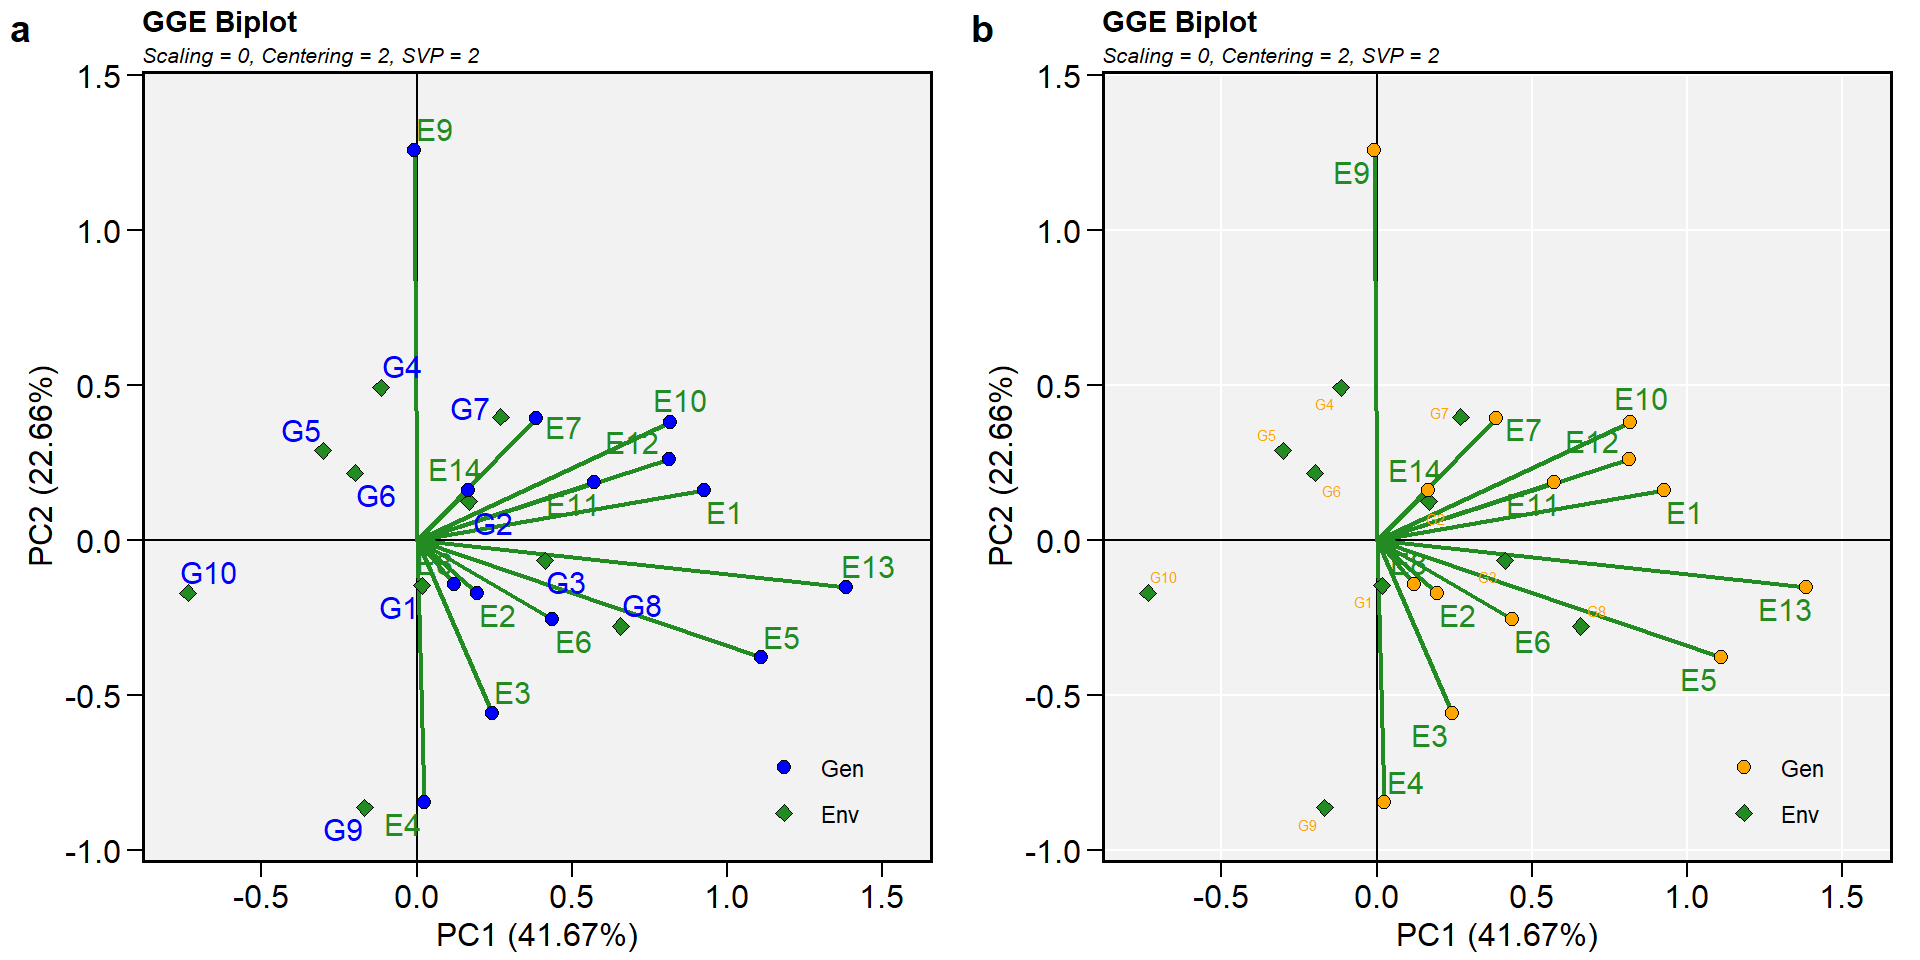 a
GGE Biplot
Scaling = 0, Centering = 2, SVP = 2
1.5
1.0
0.5
0.0
-0.5
-1.0
PC2 (22.66%)
E9
G4
G7
E7
E10
G5
E12
E14
G6
E11
G2
E1
G10
G1
G3
E13
G8
E2
E6
E5
E3
G9
E4
Gen
Env
-0.5
0.0
0.5
1.0
1.5
PC1 (41.67%)
b
GGE Biplot
Scaling = 0, Centering = 2, SVP = 2
1.5
1.0
0.5
0.0
-0.5
-1.0
PC2 (22.66%)
E9
G4
G7
E7
E10
G5
E12
E14
G6
E11
G2
E1
G10
G1
G3
E13
G8
E2
E6
E5
E3
E4
G9
Gen
Env
-0.5
0.0
0.5
1.0
1.5
PC1 (41.67%)